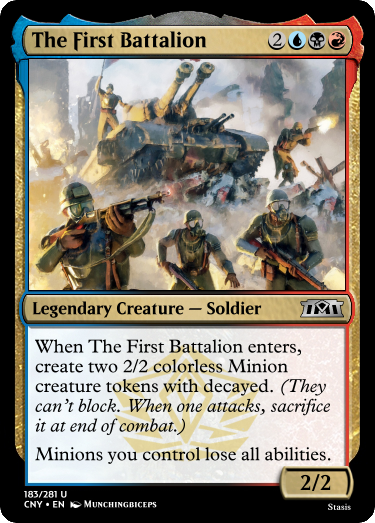 The First Battalion 2
Legendary Creature — Soldier
When The First Battalion enters,
create two 2/2 colorless Minion
creature tokens with decayed. (They
can't block. When one attacks, sacrifice
it at end of combat.)
Minions you control lose all abilities.
2/2
183/281 U
CNY • EN Munchingbiceps
Stasis